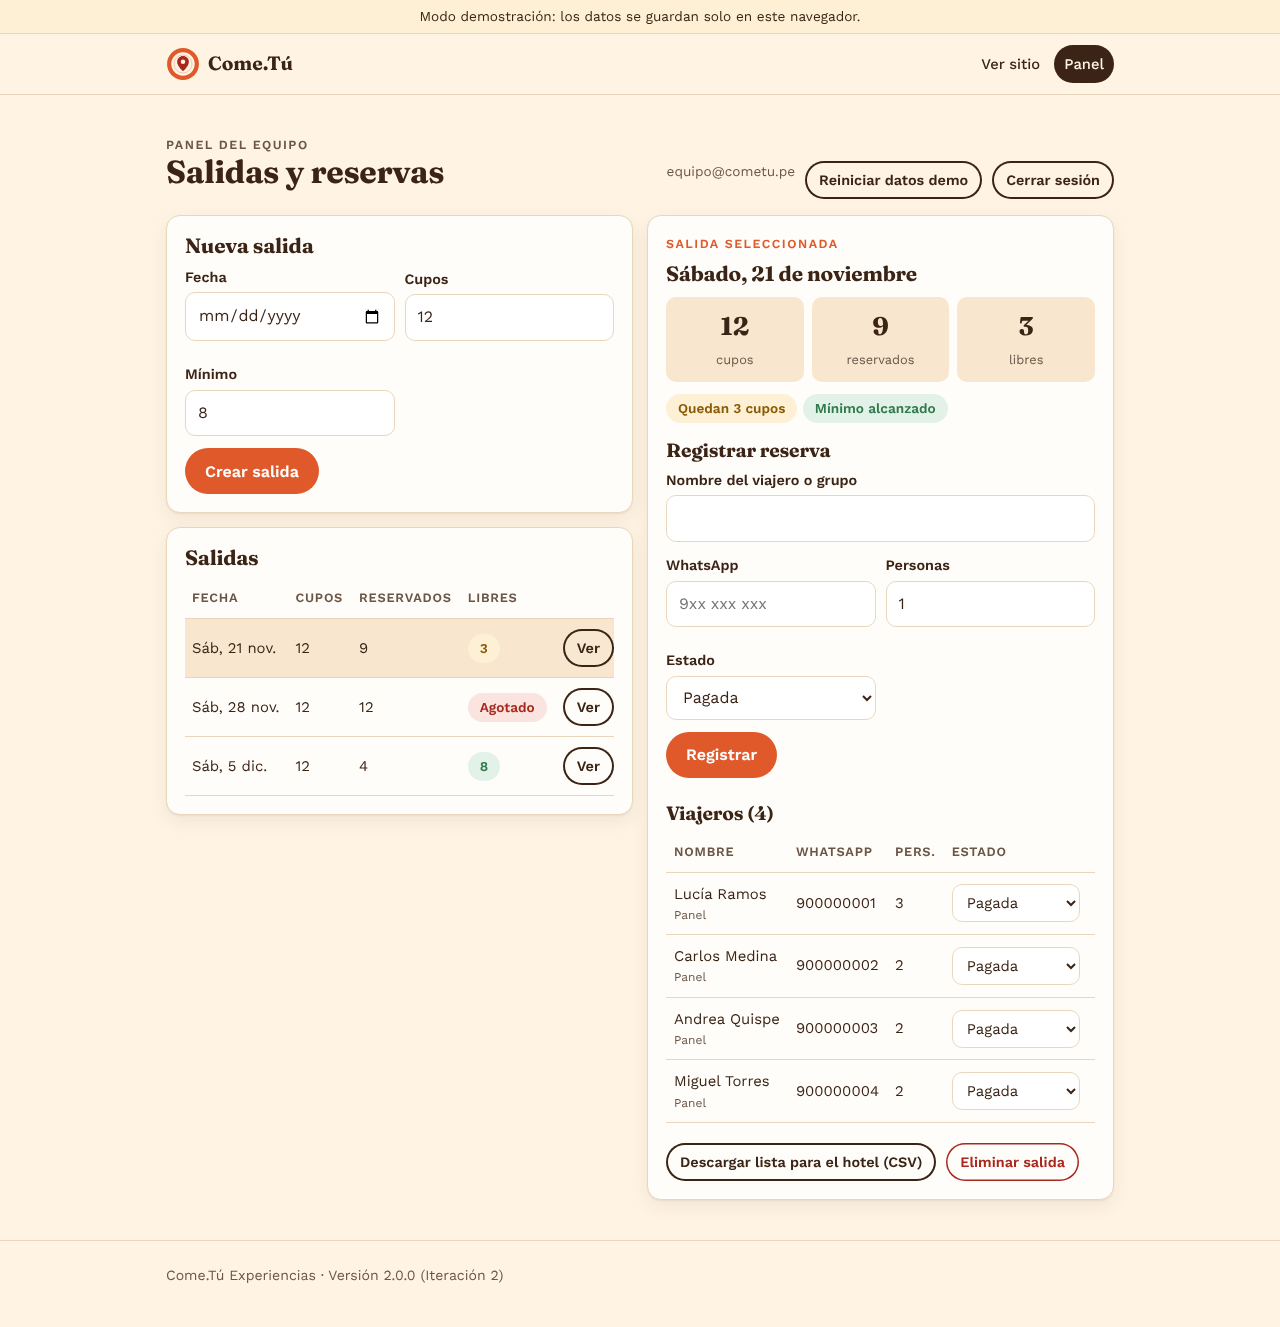 Modo demostración: los datos se guardan solo en este navegador.
Come.Tú
Ver sitio
Panel
PANEL DEL EQUIPO
Salidas y reservas
equipo@cometu.pe
Reiniciar datos demo
Cerrar sesión
Nueva salida
Fecha
Cupos
mm/dd/yyyy
12
Mínimo
8
Crear salida
Salidas
FECHA CUPOS RESERVADOS LIBRES
Sáb, 21 nov. 12 9 3 Ver
Sáb, 28 nov. 12 12 Agotado Ver
Sáb, 5 dic. 12 4 8 Ver
SALIDA SELECCIONADA
Sábado, 21 de noviembre
12 9 3
cupos reservados libres
Quedan 3 cupos Mínimo alcanzado
Registrar reserva
Nombre del viajero o grupo
WhatsApp Personas
9xx xxx xxx 1
Estado
Pagada
Registrar
Viajeros (4)
NOMBRE WHATSAPP PERS. ESTADO
Lucía Ramos 900000001 3 Pagada
Panel
Carlos Medina 900000002 2 Pagada
Panel
Andrea Quispe 900000003 2 Pagada
Panel
Miguel Torres 900000004 2 Pagada
Panel
Descargar lista para el hotel (CSV) Eliminar salida
Come.Tú Experiencias · Versión 2.0.0 (Iteración 2)